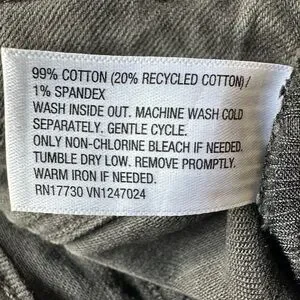 99% COTTON (20% RECYCLED COTTON) /
1% SPANDEX
WASH INSIDE OUT. MACHINE WASH COLD
SEPARATELY. GENTLE CYCLE.
ONLY NON-CHLORINE BLEACH IF NEEDED.
TUMBLE DRY LOW. REMOVE PROMPTLY.
WARM IRON IF NEEDED.
RN17730 VN1247024